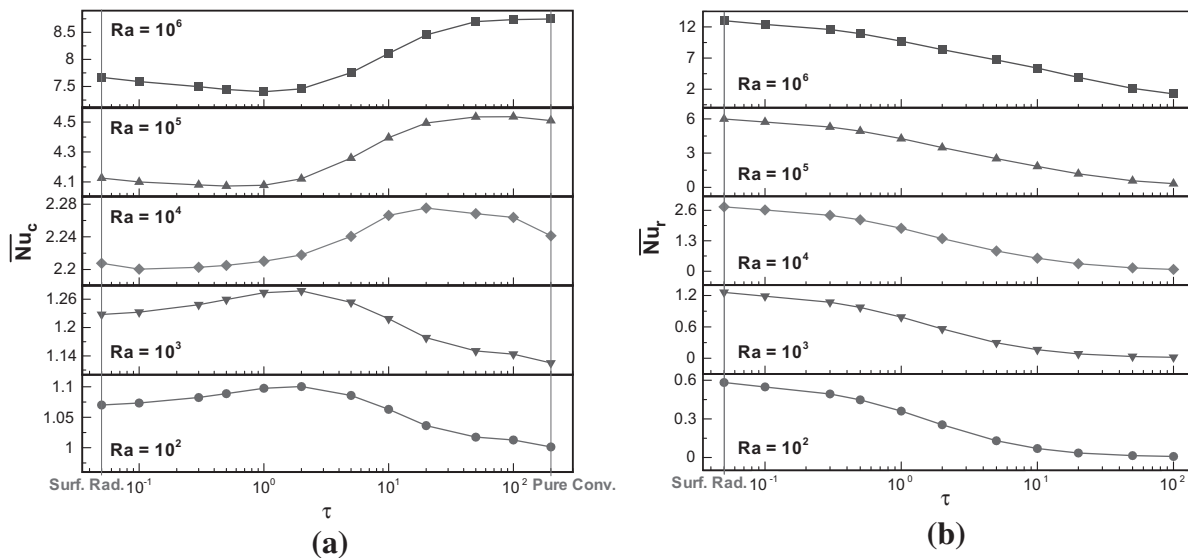 Ra = 10⁶
8.75
8
7.5
Ra = 10⁵
4.5
4.3
4.1
Ra = 10⁴
2.28
2.24
2.2
Ra = 10³
1.26
1.2
1.14
Ra = 10²
1.1
1.05
1
N̅u̅c
Surf. Rad. 10⁻¹ 10⁰ 10¹ 10² Pure Conv.
τ
(a)
Ra = 10⁶
12
7
2
Ra = 10⁵
6
3
0
Ra = 10⁴
2.6
1.3
0
Ra = 10³
1.2
0.6
0
Ra = 10²
0.6
0.3
0
N̅u̅r
Surf. Rad. 10⁻¹ 10⁰ 10¹ 10²
τ
(b)